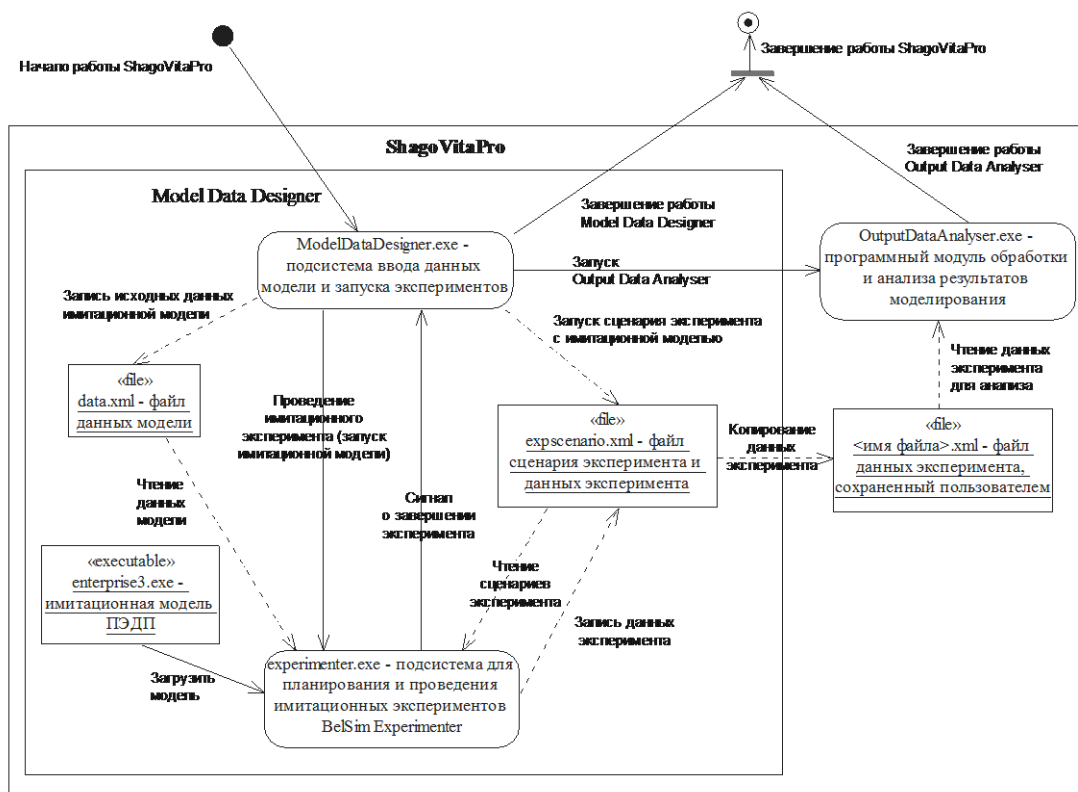 Начало работы ShagoVitaPro
Завершение работы ShagoVitaPro
ShagoVitaPro
Завершение работы
Output Data Analyser
Model Data Designer
Завершение работы
Model Data Designer
ModelDataDesigner.exe -
подсистема ввода данных
модели и запуска экспериментов
OutputDataAnalyser.exe -
программный модуль обработки
и анализа результатов
моделирования
Запуск
Output Data Analyser
Запись исходных данных
имитационной модели
Запуск сценария эксперимента
с имитационной моделью
Чтение данных
эксперимента
для анализа
«file»
data.xml - файл
данных модели
Проведение
имитационного
эксперимента (запуск
имитационной модели)
«file»
expscenario.xml - файл
сценария эксперимента и
данных эксперимента
Копирование
данных
эксперимента
«file»
<имя файла>.xml - файл
данных эксперимента,
сохраненный пользователем
Чтение
данных
модели
Сигнал
о завершении
эксперимента
«executable»
enterprise3.exe -
имитационная модель
ПЭДП
Чтение
сценариев
эксперимента
Запись данных
эксперимента
Загрузить
модель
experimenter.exe - подсистема для
планирования и проведения
имитационных экспериментов
BelSim Experimenter